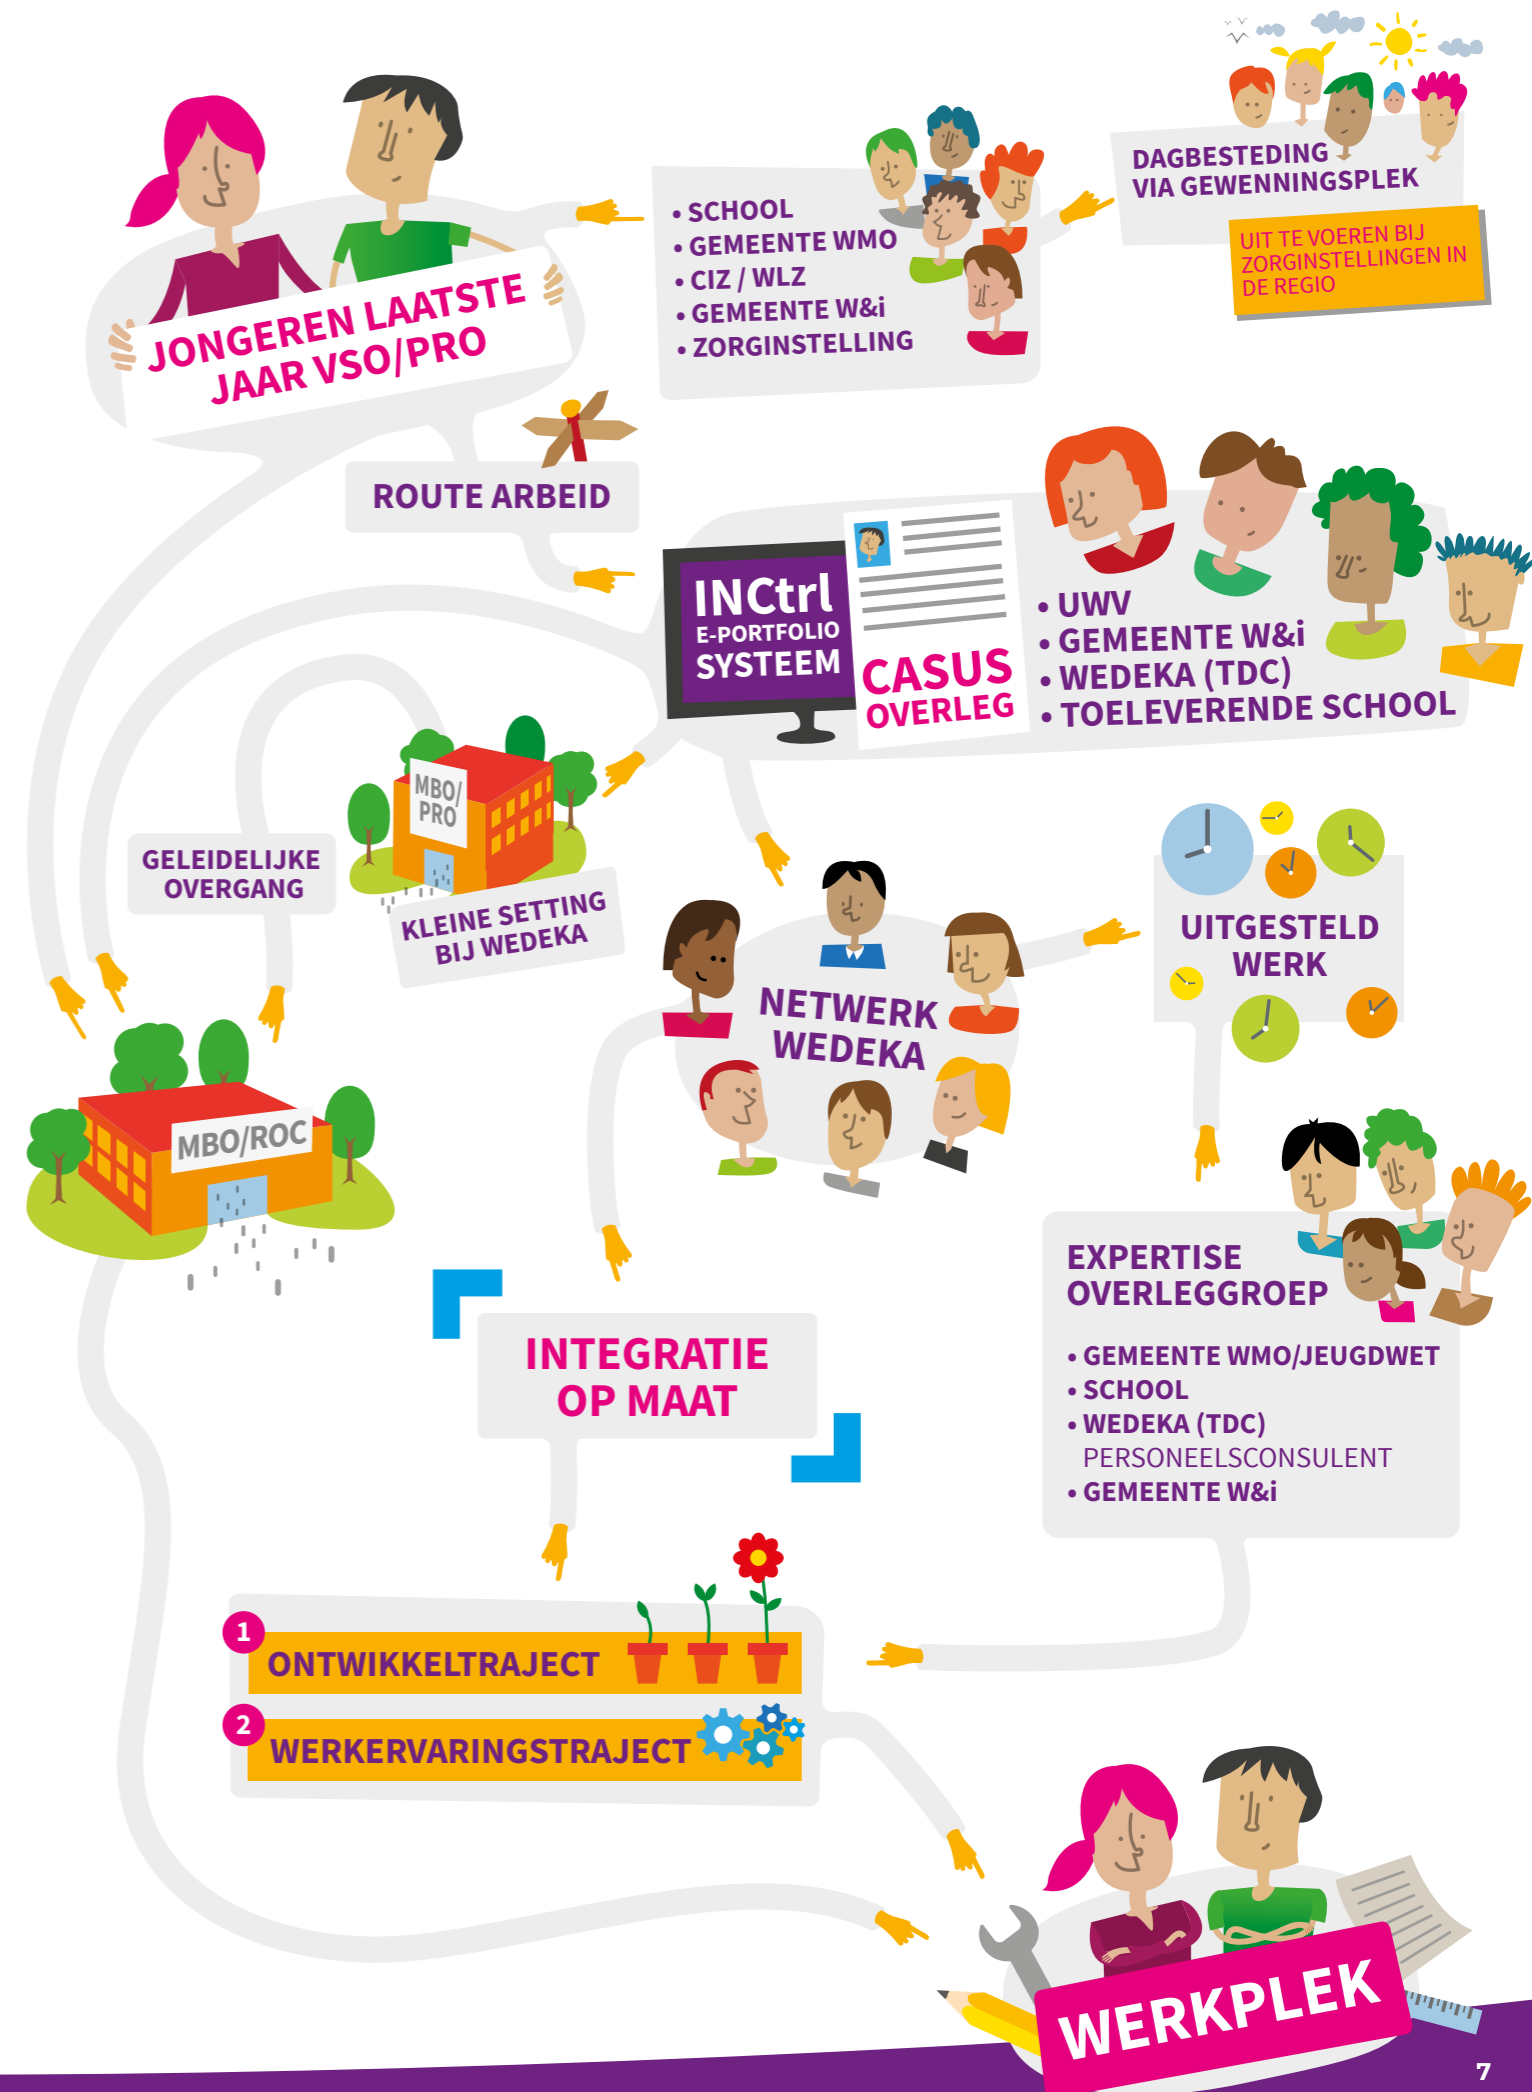 JONGEREN LAATSTE
JAAR VSO/PRO
• SCHOOL
• GEMEENTE WMO
• CIZ / WLZ
• GEMEENTE W&i
• ZORGINSTELLING
DAGBESTEDING
VIA GEWENNINGSPLEK
UIT TE VOEREN BIJ
ZORGINSTELLINGEN IN
DE REGIO
ROUTE ARBEID
INCtrl
E-PORTFOLIO
SYSTEEM
CASUS
OVERLEG
• UWV
• GEMEENTE W&i
• WEDEKA (TDC)
• TOELEVERENDE SCHOOL
MBO/
PRO
GELEIDELIJKE
OVERGANG
KLEINE SETTING
BIJ WEDEKA
NETWERK
WEDEKA
UITGESTELD
WERK
MBO/ROC
EXPERTISE
OVERLEGGROEP
• GEMEENTE WMO/JEUGDWET
• SCHOOL
• WEDEKA (TDC)
PERSONEELSCONSULENT
• GEMEENTE W&i
INTEGRATIE
OP MAAT
1
ONTWIKKELTRAJECT
2
WERKERVARINGSTRAJECT
WERKPLEK
7